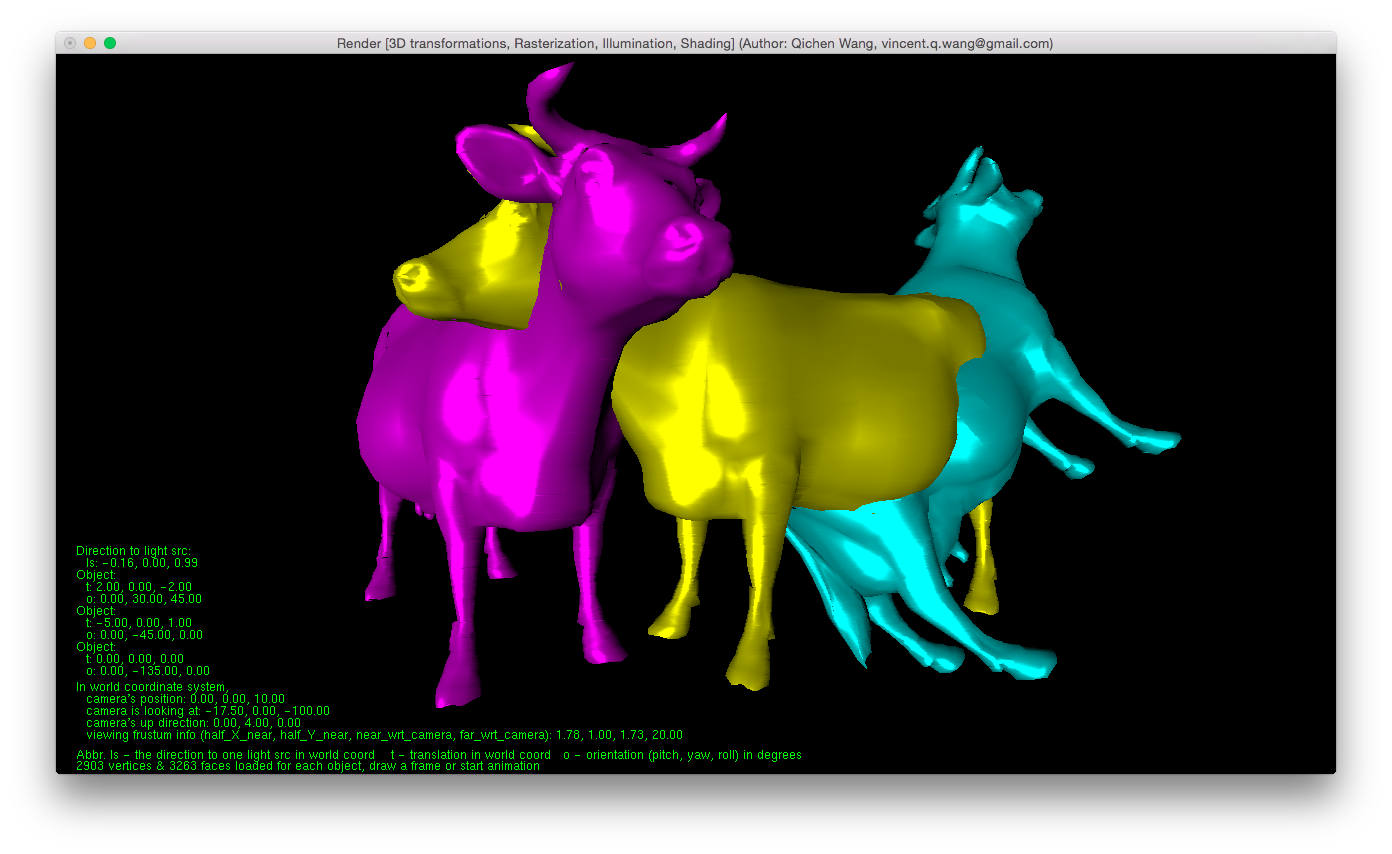 Render [3D transformations, Rasterization, Illumination, Shading] (Author: Qichen Wang, vincent.q.wang@gmail.com)
Direction to light src:
ls: −0.16, 0.00, 0.99
Object:
t: 2.00, 0.00, −2.00
o: 0.00, 30.00, 45.00
Object:
t: −5.00, 0.00, 1.00
o: 0.00, −45.00, 0.00
Object:
t: 0.00, 0.00, 0.00
o: 0.00, −135.00, 0.00
In world coordinate system,
camera's position: 0.00, 0.00, 10.00
camera is looking at: −17.50, 0.00, −100.00
camera's up direction: 0.00, 4.00, 0.00
viewing frustum info (half_X_near, half_Y_near, near_wrt_camera, far_wrt_camera): 1.78, 1.00, 1.73, 20.00
Abbr. ls − the direction to one light src in world coord t − translation in world coord o − orientation (pitch, yaw, roll) in degrees
2903 vertices & 3263 faces loaded for each object, draw a frame or start animation